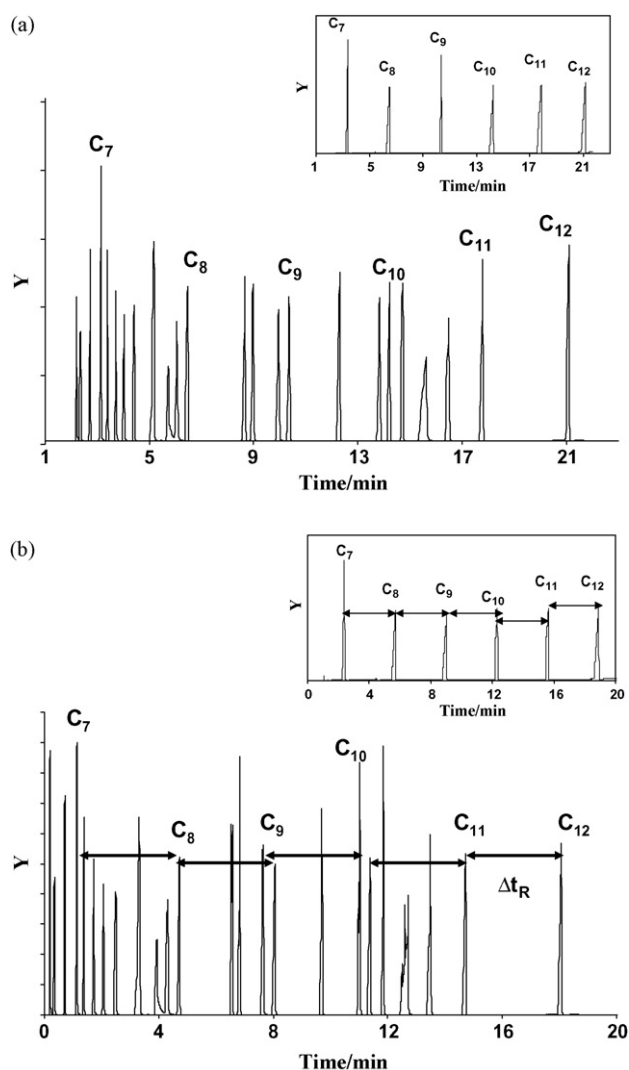 (a)
C7
C8
C9
C10
C11
C12
Y
1 5 9 13 17 21
Time/min
C7
C8
C9
C10
C11
C12
Y
1 5 9 13 17 21
Time/min
(b)
C7
C8
C9
C10
C11
C12
Y
0 4 8 12 16 20
Time/min
C7
C8
C9
C10
C11
C12
ΔtR
Y
0 4 8 12 16 20
Time/min